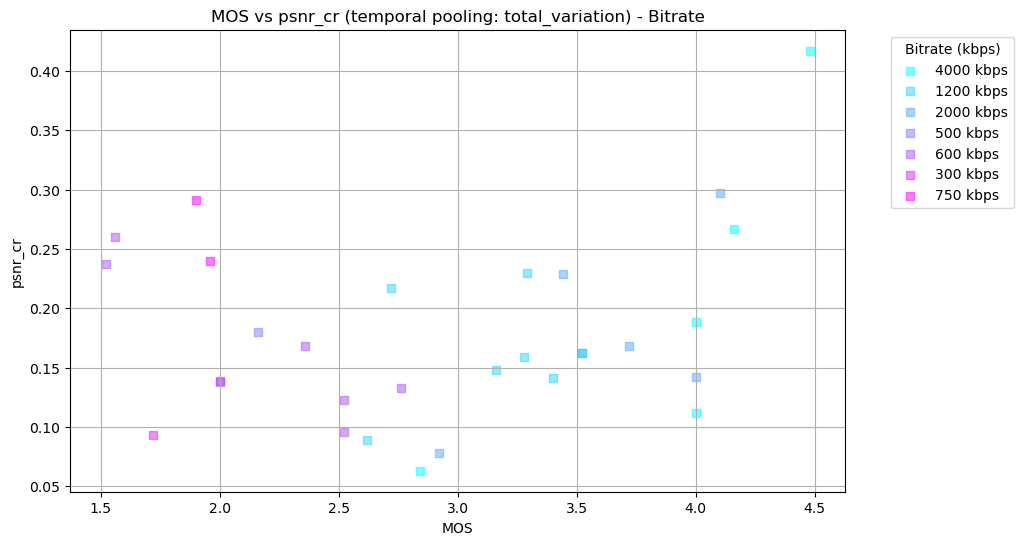 MOS vs psnr_cr (temporal pooling: total_variation) - Bitrate
psnr_cr
0.40
0.35
0.30
0.25
0.20
0.15
0.10
0.05
1.5 2.0 2.5 3.0 3.5 4.0 4.5
MOS
Bitrate (kbps)
4000 kbps
1200 kbps
2000 kbps
500 kbps
600 kbps
300 kbps
750 kbps